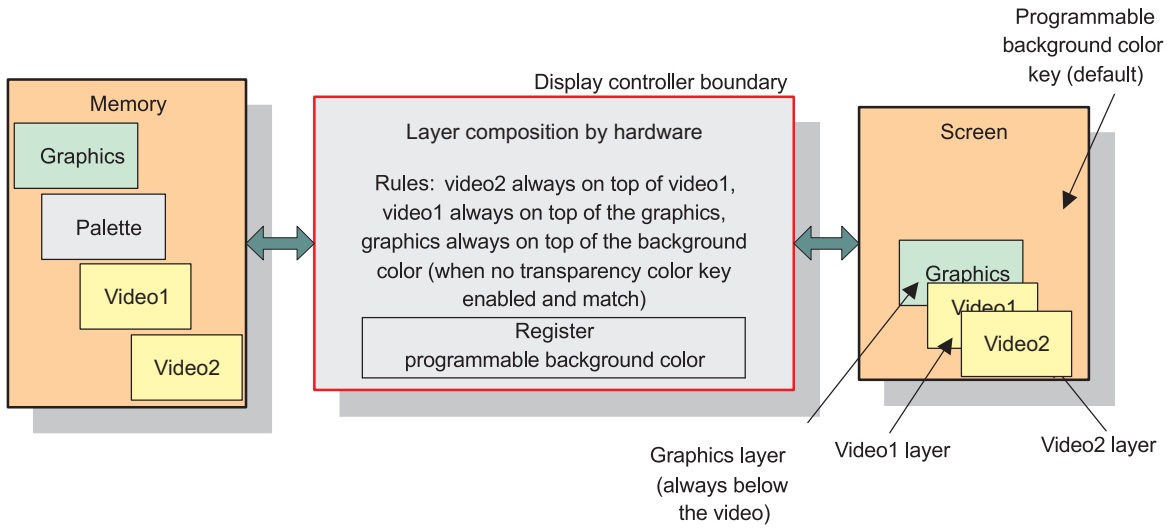 Programmable
background color
key (default)
Display controller boundary
Memory
Graphics
Palette
Video1
Video2
Layer composition by hardware
Rules: video2 always on top of video1,
video1 always on top of the graphics,
graphics always on top of the background
color (when no transparency color key
enabled and match)
Register
programmable background color
Screen
Graphics
Video1
Video2
Graphics layer
(always below
the video)
Video1 layer
Video2 layer